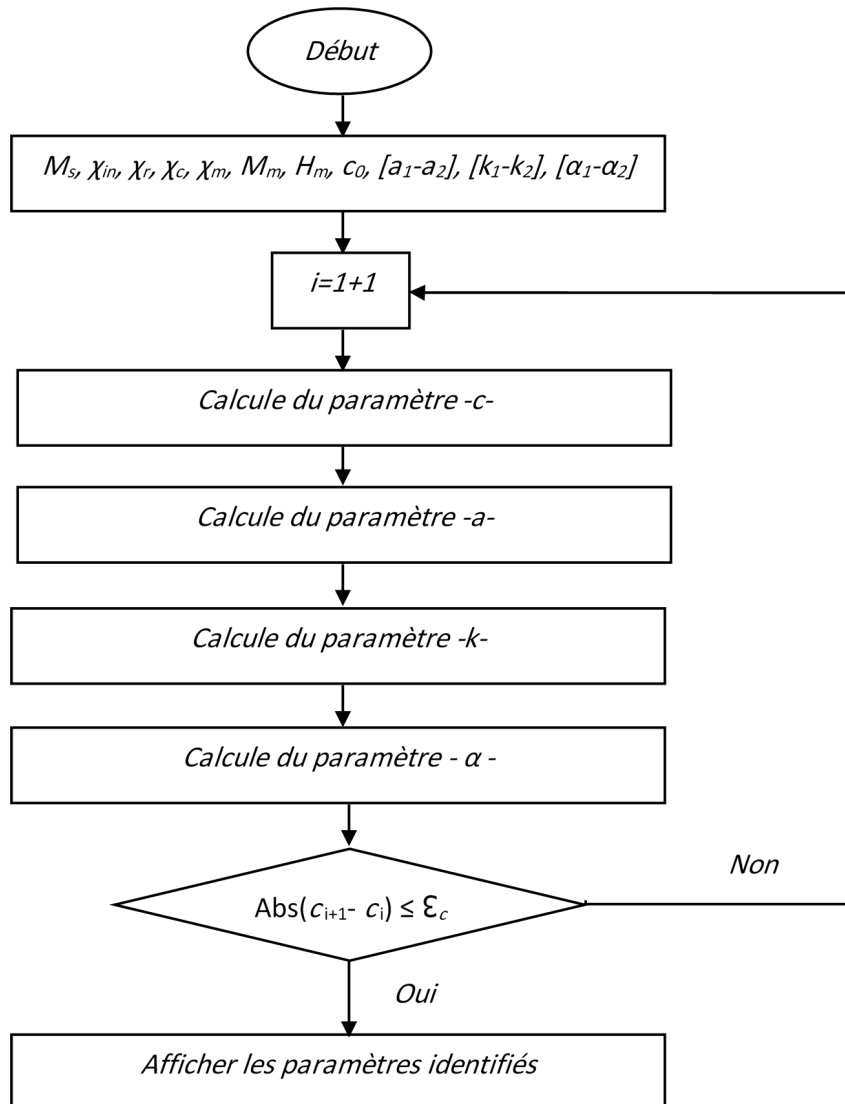 Début
Mₛ, χᵢₙ, χᵣ, χ_c, χₘ, Mₘ, Hₘ, c₀, [a₁-a₂], [k₁-k₂], [α₁-α₂]
i=1+1
Calcule du paramètre -c-
Calcule du paramètre -a-
Calcule du paramètre -k-
Calcule du paramètre - α -
Non
Abs(cᵢ₊₁- cᵢ) ≤ Ɛ_c
Oui
Afficher les paramètres identifiés